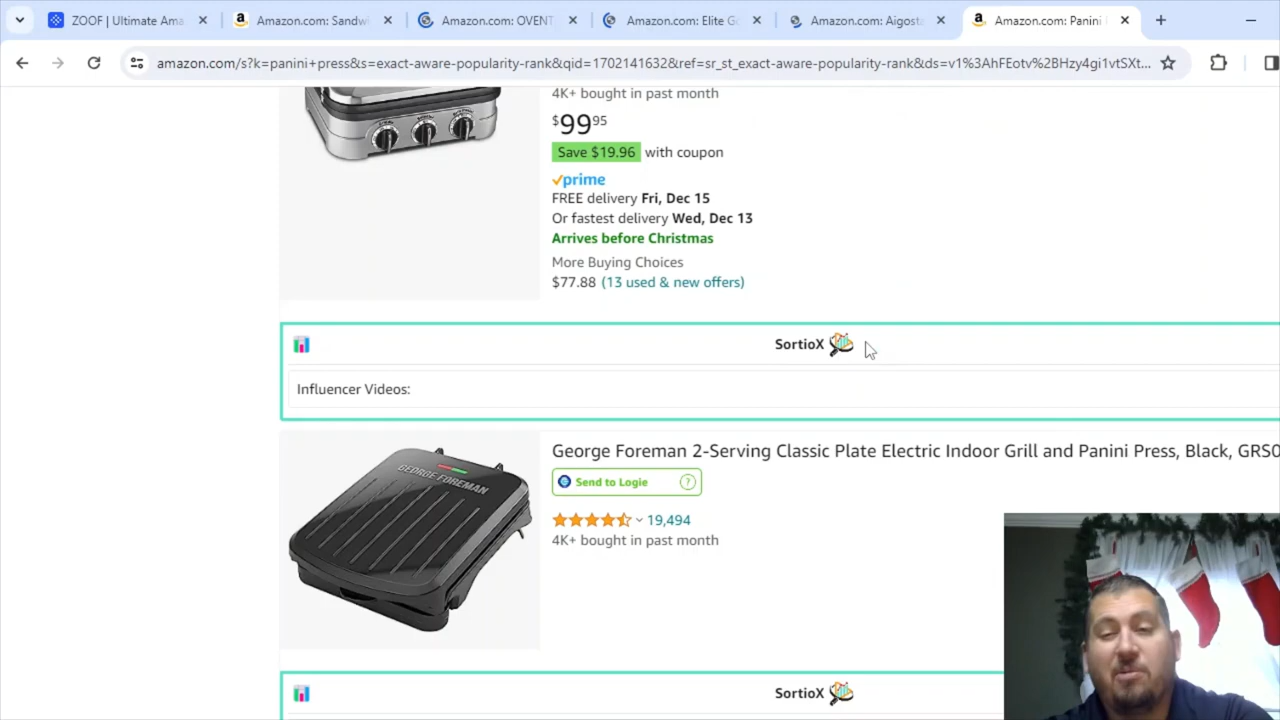 ZOOF | Ultimate Ama
Amazon.com: Sandwi
Amazon.com: OVENT
Amazon.com: Elite Go
Amazon.com: Aigosta
Amazon.com: Panini
amazon.com/s?k=panini+press&s=exact-aware-popularity-rank&qid=1702141632&ref=sr_st_exact-aware-popularity-rank&ds=v1%3AhFEotv%2BHzy4gi1vtSXt...
4K+ bought in past month
$99 95
Save $19.96 with coupon
prime
FREE delivery Fri, Dec 15
Or fastest delivery Wed, Dec 13
Arrives before Christmas
More Buying Choices
$77.88 (13 used & new offers)
SortioX
Influencer Videos:
GEORGE FOREMAN
George Foreman 2-Serving Classic Plate Electric Indoor Grill and Panini Press, Black, GRS0
Send to Logie ?
19,494
4K+ bought in past month
SortioX